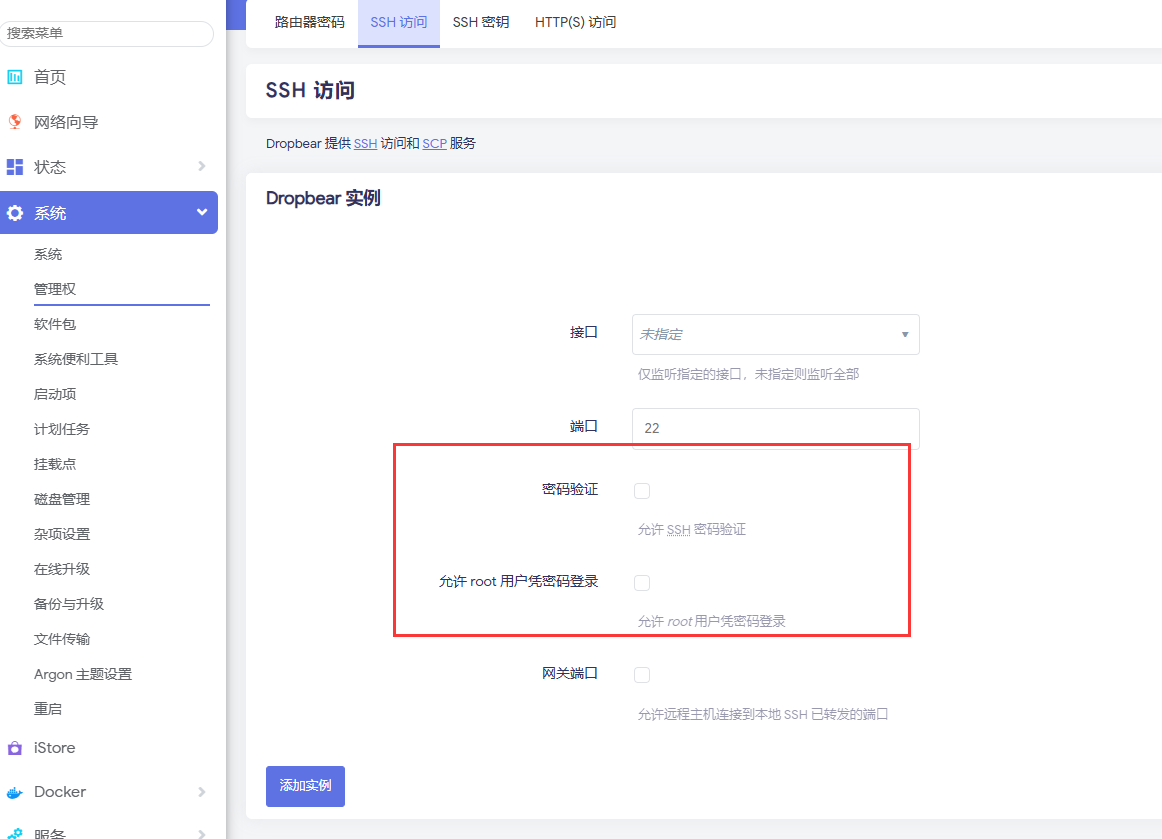 路由器密码 SSH 访问 SSH 密钥 HTTP(S) 访问
搜索菜单
首页
网络向导
状态
系统
系统
管理权
软件包
系统便利工具
启动项
计划任务
挂载点
磁盘管理
杂项设置
在线升级
备份与升级
文件传输
Argon 主题设置
重启
iStore
Docker
服务
SSH 访问
Dropbear 提供 SSH 访问和 SCP 服务
Dropbear 实例
接口 未指定
仅监听指定的接口，未指定则监听全部
端口 22
密码验证
允许 SSH 密码验证
允许 root 用户凭密码登录
允许 root 用户凭密码登录
网关端口
允许远程主机连接到本地 SSH 已转发的端口
添加实例